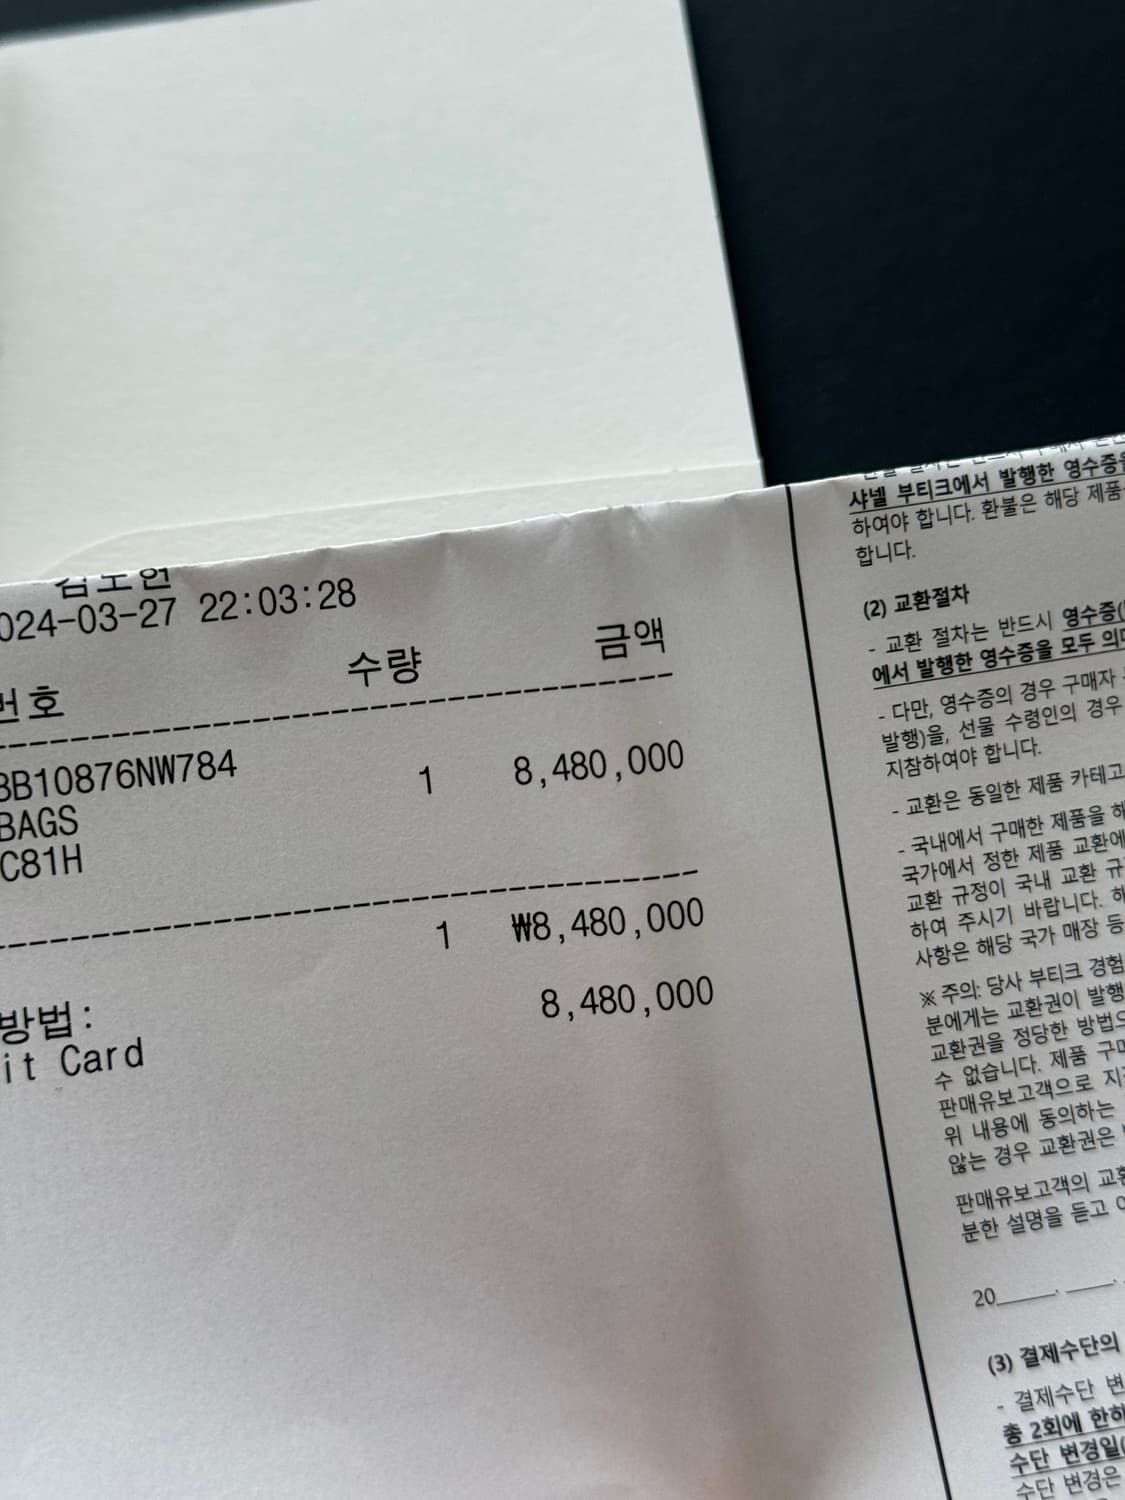 024-03-27 22:03:28
번호 수량 금액
BB10876NW784 1 8,480,000
BAGS
C81H
1 ₩8,480,000
방법: 8,480,000
it Card
샤넬 부티크에서 발행한 영수증을
하여야 합니다. 환불은 해당 제품
합니다.
(2) 교환절차
- 교환 절차는 반드시 영수증(
에서 발행한 영수증을 모두 의미
- 다만, 영수증의 경우 구매자
발행)을, 선물 수령인의 경우
지참하여야 합니다.
- 교환은 동일한 제품 카테고
- 국내에서 구매한 제품을 해
국가에서 정한 제품 교환에
교환 규정이 국내 교환 규
하여 주시기 바랍니다. 해
사항은 해당 국가 매장 등
※ 주의: 당사 부티크 경험
분에게는 교환권이 발행
교환권을 정당한 방법으
수 없습니다. 제품 구매
판매유보고객으로 지정
위 내용에 동의하는
않는 경우 교환권은
판매유보고객의 교환
분한 설명을 듣고 이
20____. ____.
(3) 결제수단의
- 결제수단 변
총 2회에 한하
수단 변경일(
수단 변경은